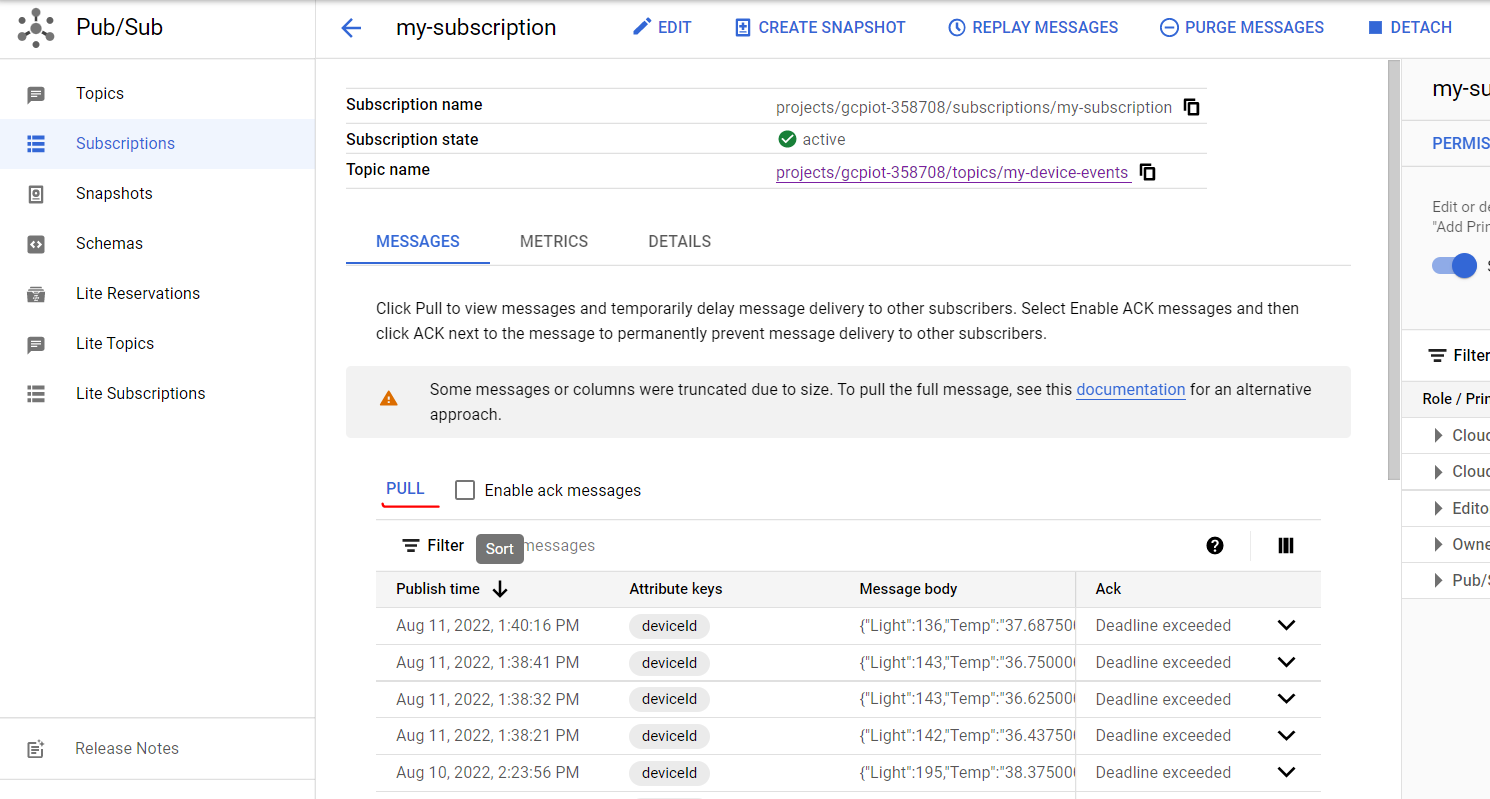 Pub/Sub
my-subscription
EDIT
CREATE SNAPSHOT
REPLAY MESSAGES
PURGE MESSAGES
DETACH
Topics
Subscriptions
Snapshots
Schemas
Lite Reservations
Lite Topics
Lite Subscriptions
Release Notes
Subscription name projects/gcpiot-358708/subscriptions/my-subscription
Subscription state active
Topic name projects/gcpiot-358708/topics/my-device-events
MESSAGES METRICS DETAILS
Click Pull to view messages and temporarily delay message delivery to other subscribers. Select Enable ACK messages and then
click ACK next to the message to permanently prevent message delivery to other subscribers.
Some messages or columns were truncated due to size. To pull the full message, see this documentation for an alternative
approach.
PULL Enable ack messages
Filter Sort messages
Publish time Attribute keys Message body Ack
Aug 11, 2022, 1:40:16 PM deviceId {"Light":136,"Temp":"37.687500 Deadline exceeded
Aug 11, 2022, 1:38:41 PM deviceId {"Light":143,"Temp":"36.750000 Deadline exceeded
Aug 11, 2022, 1:38:32 PM deviceId {"Light":143,"Temp":"36.625000 Deadline exceeded
Aug 11, 2022, 1:38:21 PM deviceId {"Light":142,"Temp":"36.437500 Deadline exceeded
Aug 10, 2022, 2:23:56 PM deviceId {"Light":195,"Temp":"38.375000 Deadline exceeded
my-su
PERMIS
Edit or de
"Add Prin
Filter
Role / Prin
Cloud
Cloud
Edito
Owne
Pub/S